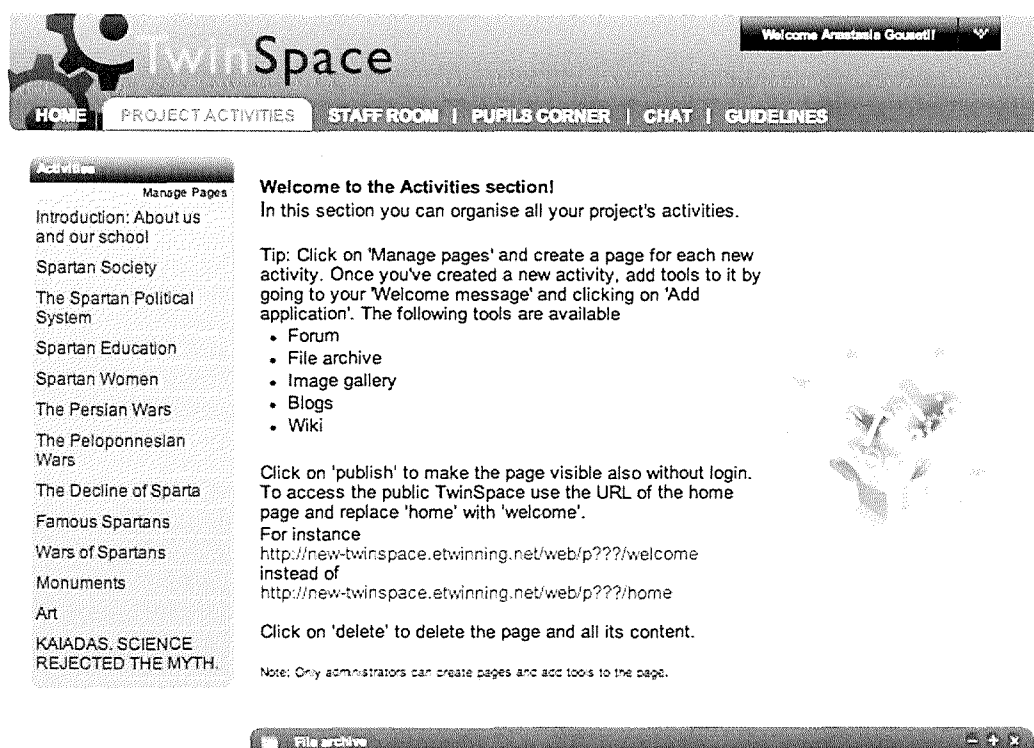 TwinSpace
Welcome Anastasia Gouseti!
HOME | PROJECT ACTIVITIES | STAFF ROOM | PUPILS CORNER | CHAT | GUIDELINES
Activities
Manage Pages
Introduction: About us
and our school
Spartan Society
The Spartan Political
System
Spartan Education
Spartan Women
The Persian Wars
The Peloponnesian
Wars
The Decline of Sparta
Famous Spartans
Wars of Spartans
Monuments
Art
KAIADAS. SCIENCE
REJECTED THE MYTH.
Welcome to the Activities section!
In this section you can organise all your project's activities.
Tip: Click on 'Manage pages' and create a page for each new
activity. Once you've created a new activity, add tools to it by
going to your 'Welcome message' and clicking on 'Add
application'. The following tools are available
• Forum
• File archive
• Image gallery
• Blogs
• Wiki
Click on 'publish' to make the page visible also without login.
To access the public TwinSpace use the URL of the home
page and replace 'home' with 'welcome'.
For instance
http://new-twinspace.etwinning.net/web/p???/welcome
instead of
http://new-twinspace.etwinning.net/web/p???/home
Click on 'delete' to delete the page and all its content.
Note: Only administrators can create pages and add tools to the page.
File archive